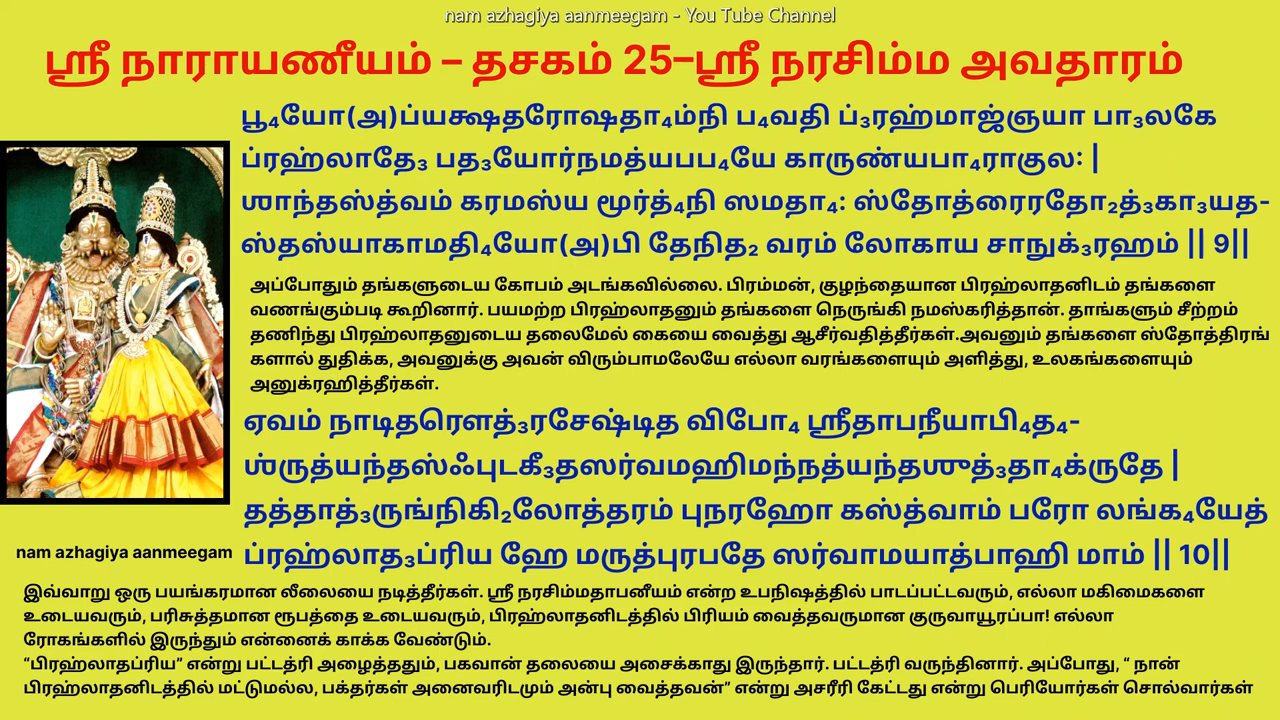 nam azhagiya aanmeegam - You Tube Channel
ஸ்ரீ நாராயணீயம் – தசகம் 25–ஸ்ரீ நரசிம்ம அவதாரம்
பூ₄யோ(அ)ப்யக்ஷதரோஷதா₄ம்நி ப₄வதி ப்₃ரஹ்மாஜ்ஞயா பா₃லகே
ப்ரஹ்லாதே₃ பத₃யோர்நமத்யபப₄யே காருண்யபா₄ராகுல: |
ஶாந்தஸ்த்வம் கரமஸ்ய மூர்த்₄நி ஸமதா₄: ஸ்தோத்ரைரதோ₂த்₃கா₃யத-
ஸ்தஸ்யாகாமதி₄யோ(அ)பி தேநித₂ வரம் லோகாய சாநுக்₃ரஹம் || 9||
அப்போதும் தங்களுடைய கோபம் அடங்கவில்லை. பிரம்மன், குழந்தையான பிரஹ்லாதனிடம் தங்களை
வணங்கும்படி கூறினார். பயமற்ற பிரஹ்லாதனும் தங்களை நெருங்கி நமஸ்கரித்தான். தாங்களும் சீற்றம்
தணிந்து பிரஹ்லாதனுடைய தலைமேல் கையை வைத்து ஆசீர்வதித்தீர்கள்.அவனும் தங்களை ஸ்தோத்திரங்
களால் துதிக்க, அவனுக்கு அவன் விரும்பாமலேயே எல்லா வரங்களையும் அளித்து, உலகங்களையும்
அனுக்ரஹித்தீர்கள்.
ஏவம் நாடிதரௌத்₃ரசேஷ்டித விபோ₄ ஸ்ரீதாபநீயாபி₄த₄-
ஶ்ருத்யந்தஸ்ஃபுடகீ₃தஸர்வமஹிமந்நத்யந்தஶுத்₃தா₄க்ருதே |
தத்தாத்₃ருங்நிகி₂லோத்தரம் புநரஹோ கஸ்த்வாம் பரோ லங்க₄யேத்
ப்ரஹ்லாத₃ப்ரிய ஹே மருத்புரபதே ஸர்வாமயாத்பாஹி மாம் || 10||
nam azhagiya aanmeegam
இவ்வாறு ஒரு பயங்கரமான லீலையை நடித்தீர்கள். ஸ்ரீ நரசிம்மதாபனீயம் என்ற உபநிஷத்தில் பாடப்பட்டவரும், எல்லா மகிமைகளை
உடையவரும், பரிசுத்தமான ரூபத்தை உடையவரும், பிரஹ்லாதனிடத்தில் பிரியம் வைத்தவருமான குருவாயூரப்பா! எல்லா
ரோகங்களில் இருந்தும் என்னைக் காக்க வேண்டும்.
“பிரஹ்லாதப்ரிய” என்று பட்டத்ரி அழைத்ததும், பகவான் தலையை அசைக்காது இருந்தார். பட்டத்ரி வருந்தினார். அப்போது, “ நான்
பிரஹ்லாதனிடத்தில் மட்டுமல்ல, பக்தர்கள் அனைவரிடமும் அன்பு வைத்தவன்” என்று அசரீரி கேட்டது என்று பெரியோர்கள் சொல்வார்கள்